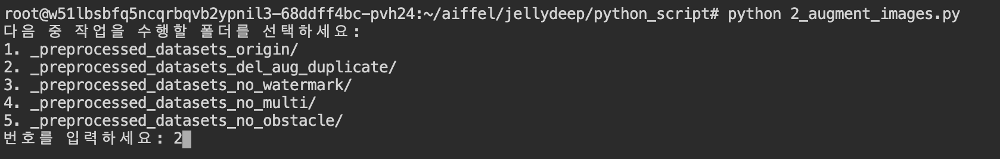 root@w51lbsbfq5ncqrbqvb2ypnil3-68ddff4bc-pvh24:~/aiffel/jellydeep/python_script# python 2_augment_images.py
다음 중 작업을 수행할 폴더를 선택하세요:
1. _preprocessed_datasets_origin/
2. _preprocessed_datasets_del_aug_duplicate/
3. _preprocessed_datasets_no_watermark/
4. _preprocessed_datasets_no_multi/
5. _preprocessed_datasets_no_obstacle/
번호를 입력하세요: 2